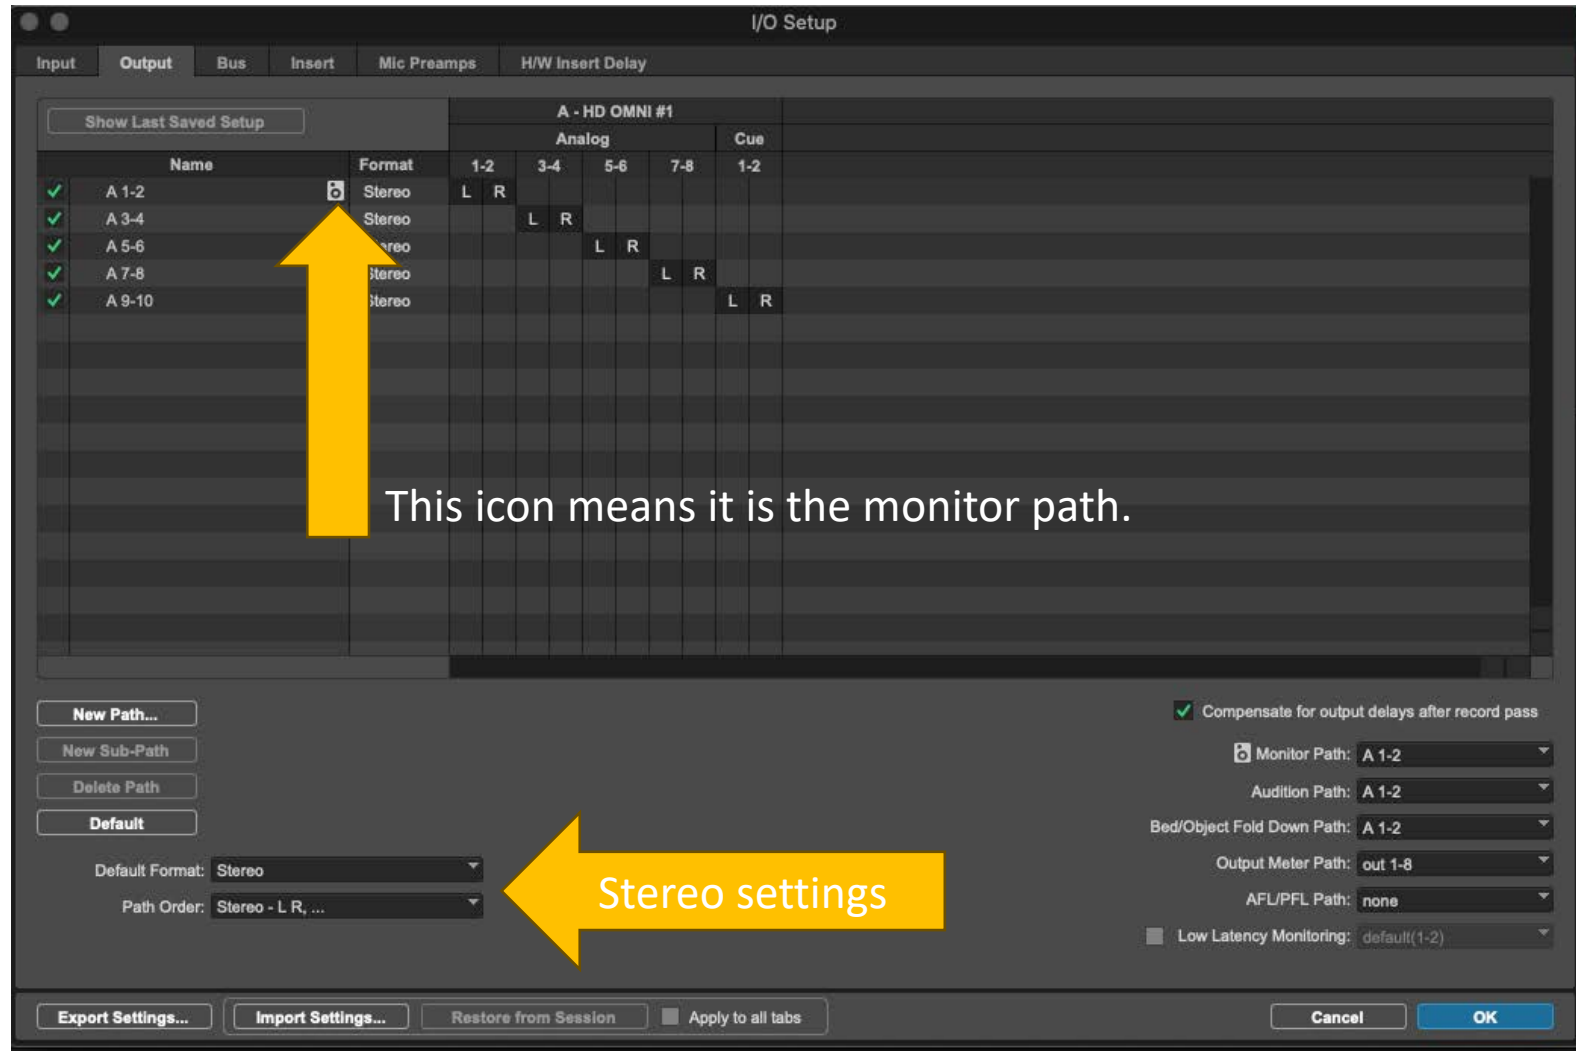 I/O Setup
Input Output Bus Insert Mic Preamps H/W Insert Delay
Show Last Saved Setup
A - HD OMNI #1
Analog Cue
Name Format 1-2 3-4 5-6 7-8 1-2
A 1-2 Stereo L R
A 3-4 Stereo L R
A 5-6 L R
A 7-8 Stereo L R
A 9-10 Stereo L R
This icon means it is the monitor path.
New Path...
New Sub-Path
Delete Path
Default
Default Format: Stereo
Path Order: Stereo - L R, ...
Stereo settings
Compensate for output delays after record pass
Monitor Path: A 1-2
Audition Path: A 1-2
Bed/Object Fold Down Path: A 1-2
Output Meter Path: out 1-8
AFL/PFL Path: none
Low Latency Monitoring: default(1-2)
Export Settings... Import Settings... Restore from Session Apply to all tabs Cancel OK